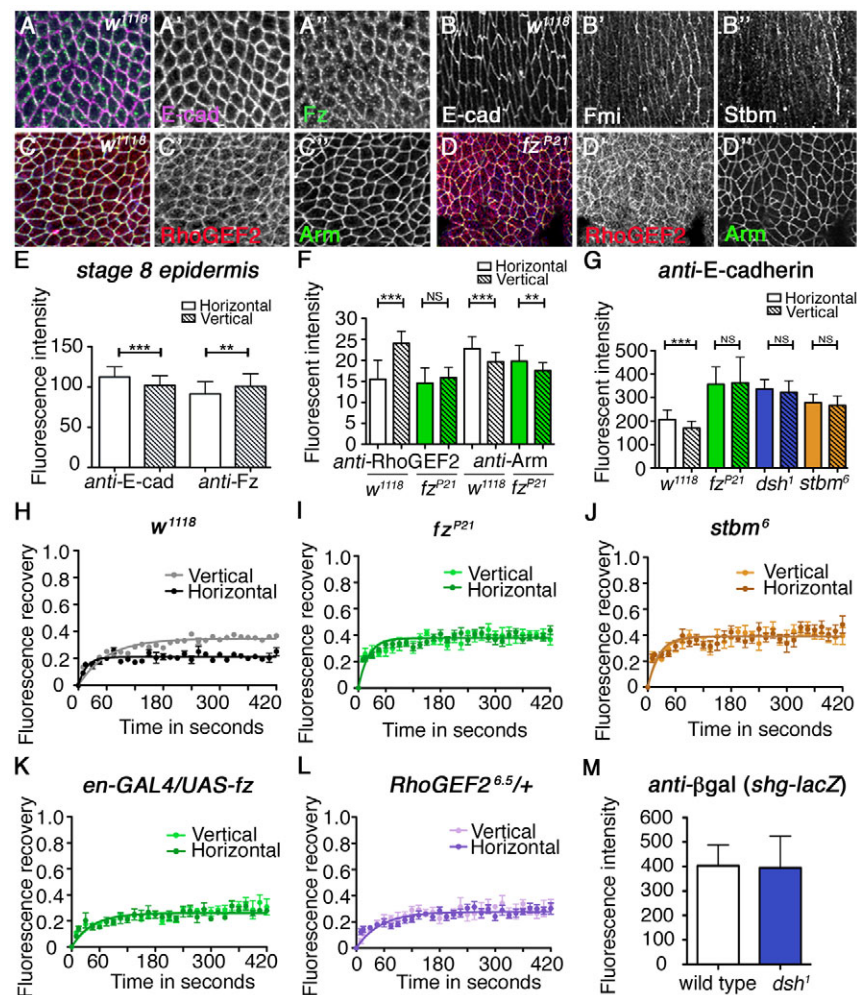 A w1118 A' A'' B w1118 B' B''
E-cad Fz E-cad Fmi Stbm
C w1118 C' C'' D fzP21 D' D''
RhoGEF2 Arm RhoGEF2 Arm
E stage 8 epidermis
Horizontal
Vertical
Fluorescence intensity
150
100
50
0
*** **
anti-E-cad anti-Fz
F
Horizontal
Vertical
Fluorescent intensity
30
25
20
15
10
5
0
*** NS *** **
anti-RhoGEF2 anti-Arm
w1118 fzP21 w1118 fzP21
G anti-E-cadherin
Horizontal
Vertical
Fluorescent intensity
500
400
300
200
100
0
*** NS NS NS
w1118 fzP21 dsh1 stbm6
H w1118
Vertical
Horizontal
Fluorescence recovery
1.0
0.8
0.6
0.4
0.2
0
0 60 180 300 420
Time in seconds
I fzP21
Vertical
Horizontal
Fluorescence recovery
1.0
0.8
0.6
0.4
0.2
0
0 60 180 300 420
Time in seconds
J stbm6
Vertical
Horizontal
Fluorescence recovery
1.0
0.8
0.6
0.4
0.2
0
0 60 180 300 420
Time in seconds
K en-GAL4/UAS-fz
Vertical
Horizontal
Fluorescence recovery
1.0
0.8
0.6
0.4
0.2
0
0 60 180 300 420
Time in seconds
L RhoGEF2 6.5/+
Vertical
Horizontal
Fluorescence recovery
1.0
0.8
0.6
0.4
0.2
0
0 60 180 300 420
Time in seconds
M anti-βgal (shg-lacZ)
Fluorescence intensity
600
500
400
300
200
100
0
wild type dsh1